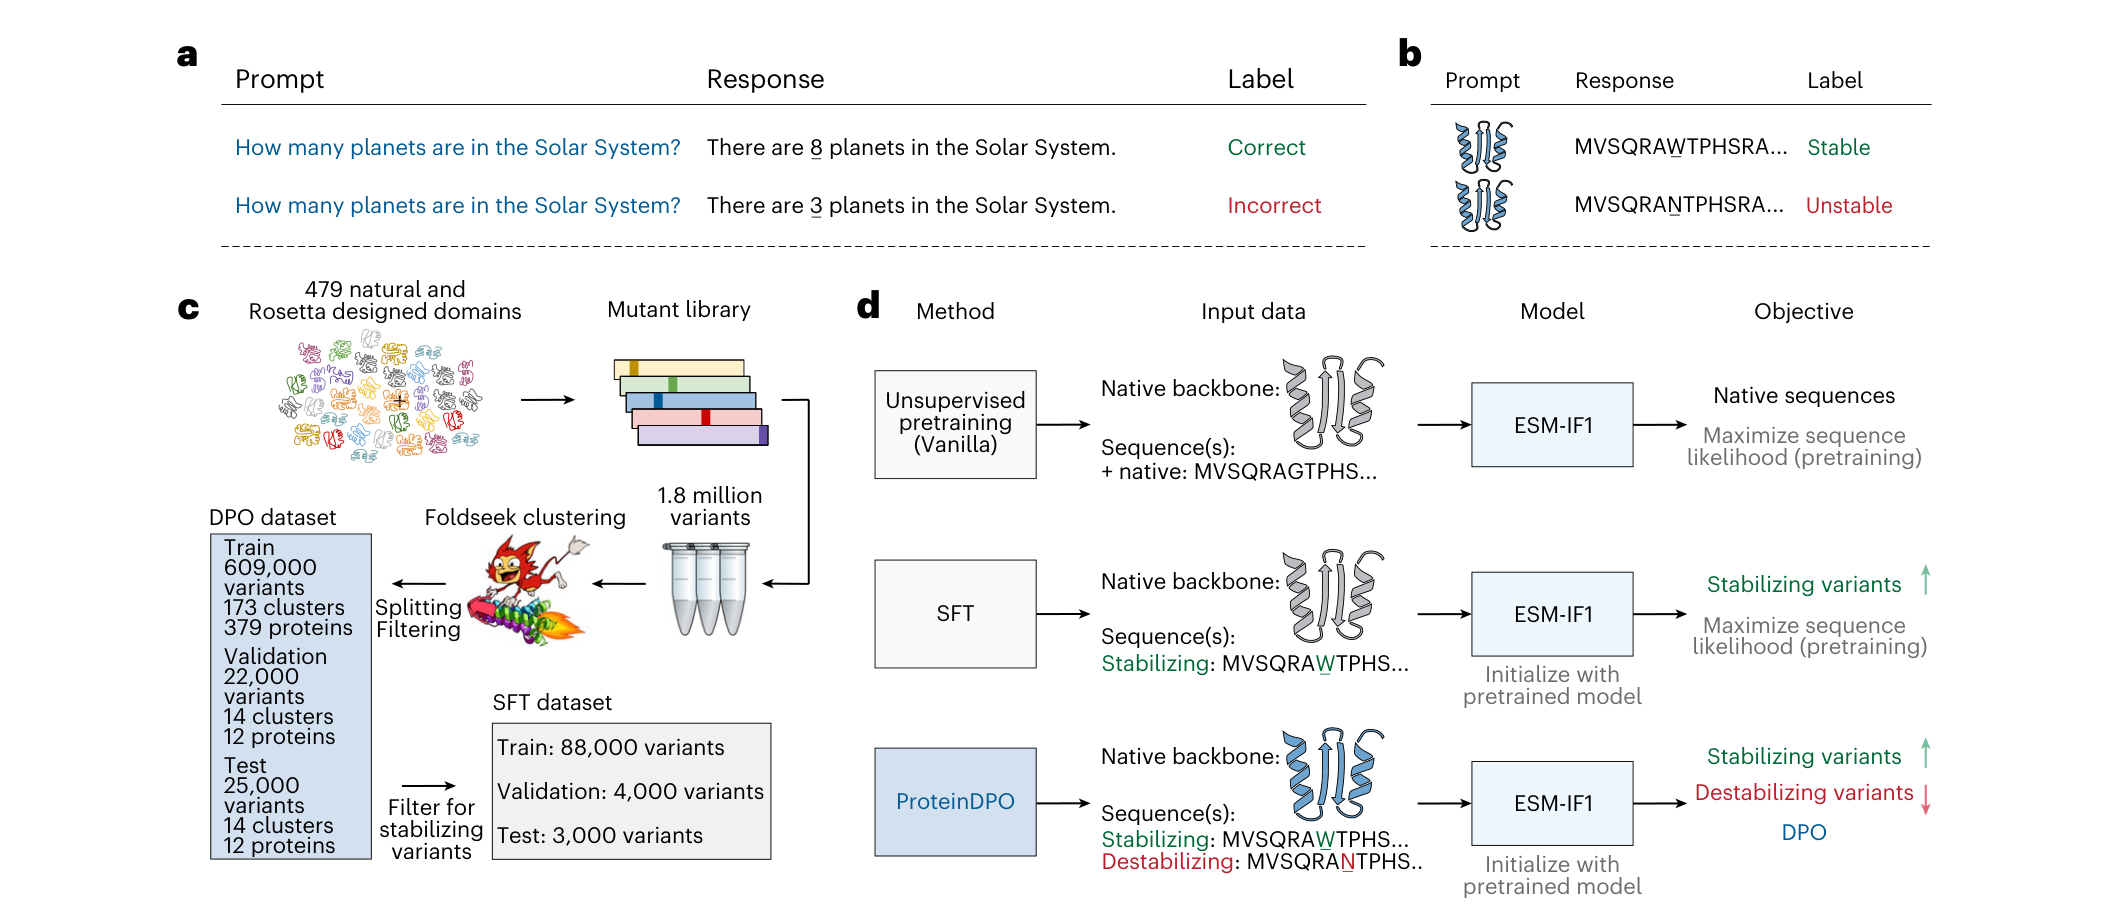 a
Prompt Response Label
How many planets are in the Solar System? There are 8 planets in the Solar System. Correct
How many planets are in the Solar System? There are 3 planets in the Solar System. Incorrect
b
Prompt Response Label
MVSQRAWTPHSRA... Stable
MVSQRANTPHSRA... Unstable
c
479 natural and
Rosetta designed domains
Mutant library
1.8 million
variants
Foldseek clustering
Splitting
Filtering
DPO dataset
Train
609,000
variants
173 clusters
379 proteins
Validation
22,000
variants
14 clusters
12 proteins
Test
25,000
variants
14 clusters
12 proteins
Filter for
stabilizing
variants
SFT dataset
Train: 88,000 variants
Validation: 4,000 variants
Test: 3,000 variants
d
Method Input data Model Objective
Unsupervised
pretraining
(Vanilla)
Native backbone:
Sequence(s):
+ native: MVSQRAGTPHS...
ESM-IF1
Native sequences
Maximize sequence
likelihood (pretraining)
SFT
Native backbone:
Sequence(s):
Stabilizing: MVSQRAWTPHS...
ESM-IF1
Initialize with
pretrained model
Stabilizing variants
Maximize sequence
likelihood (pretraining)
ProteinDPO
Native backbone:
Sequence(s):
Stabilizing: MVSQRAWTPHS...
Destabilizing: MVSQRANTPHS..
ESM-IF1
Initialize with
pretrained model
Stabilizing variants
Destabilizing variants
DPO